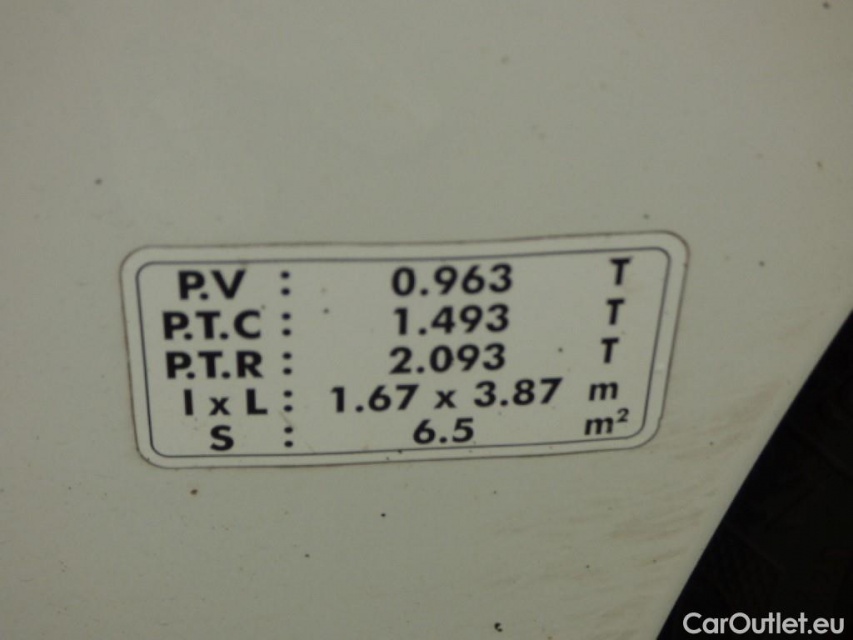 P.V : 0.963 T
P.T.C : 1.493 T
P.T.R : 2.093 T
l x L : 1.67 x 3.87 m
S : 6.5 m²
CarOutlet.eu